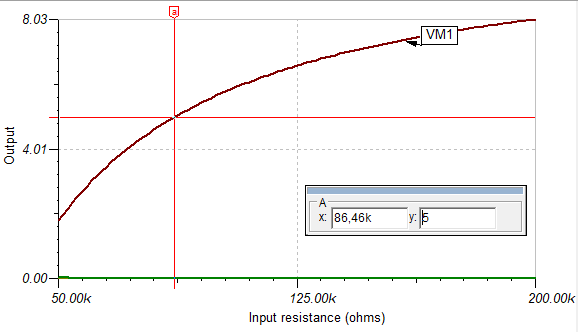 8.03
a
VM1
Output
4.01
A
x: 86,46k y: 5
0.00
50.00k 125.00k 200.00k
Input resistance (ohms)